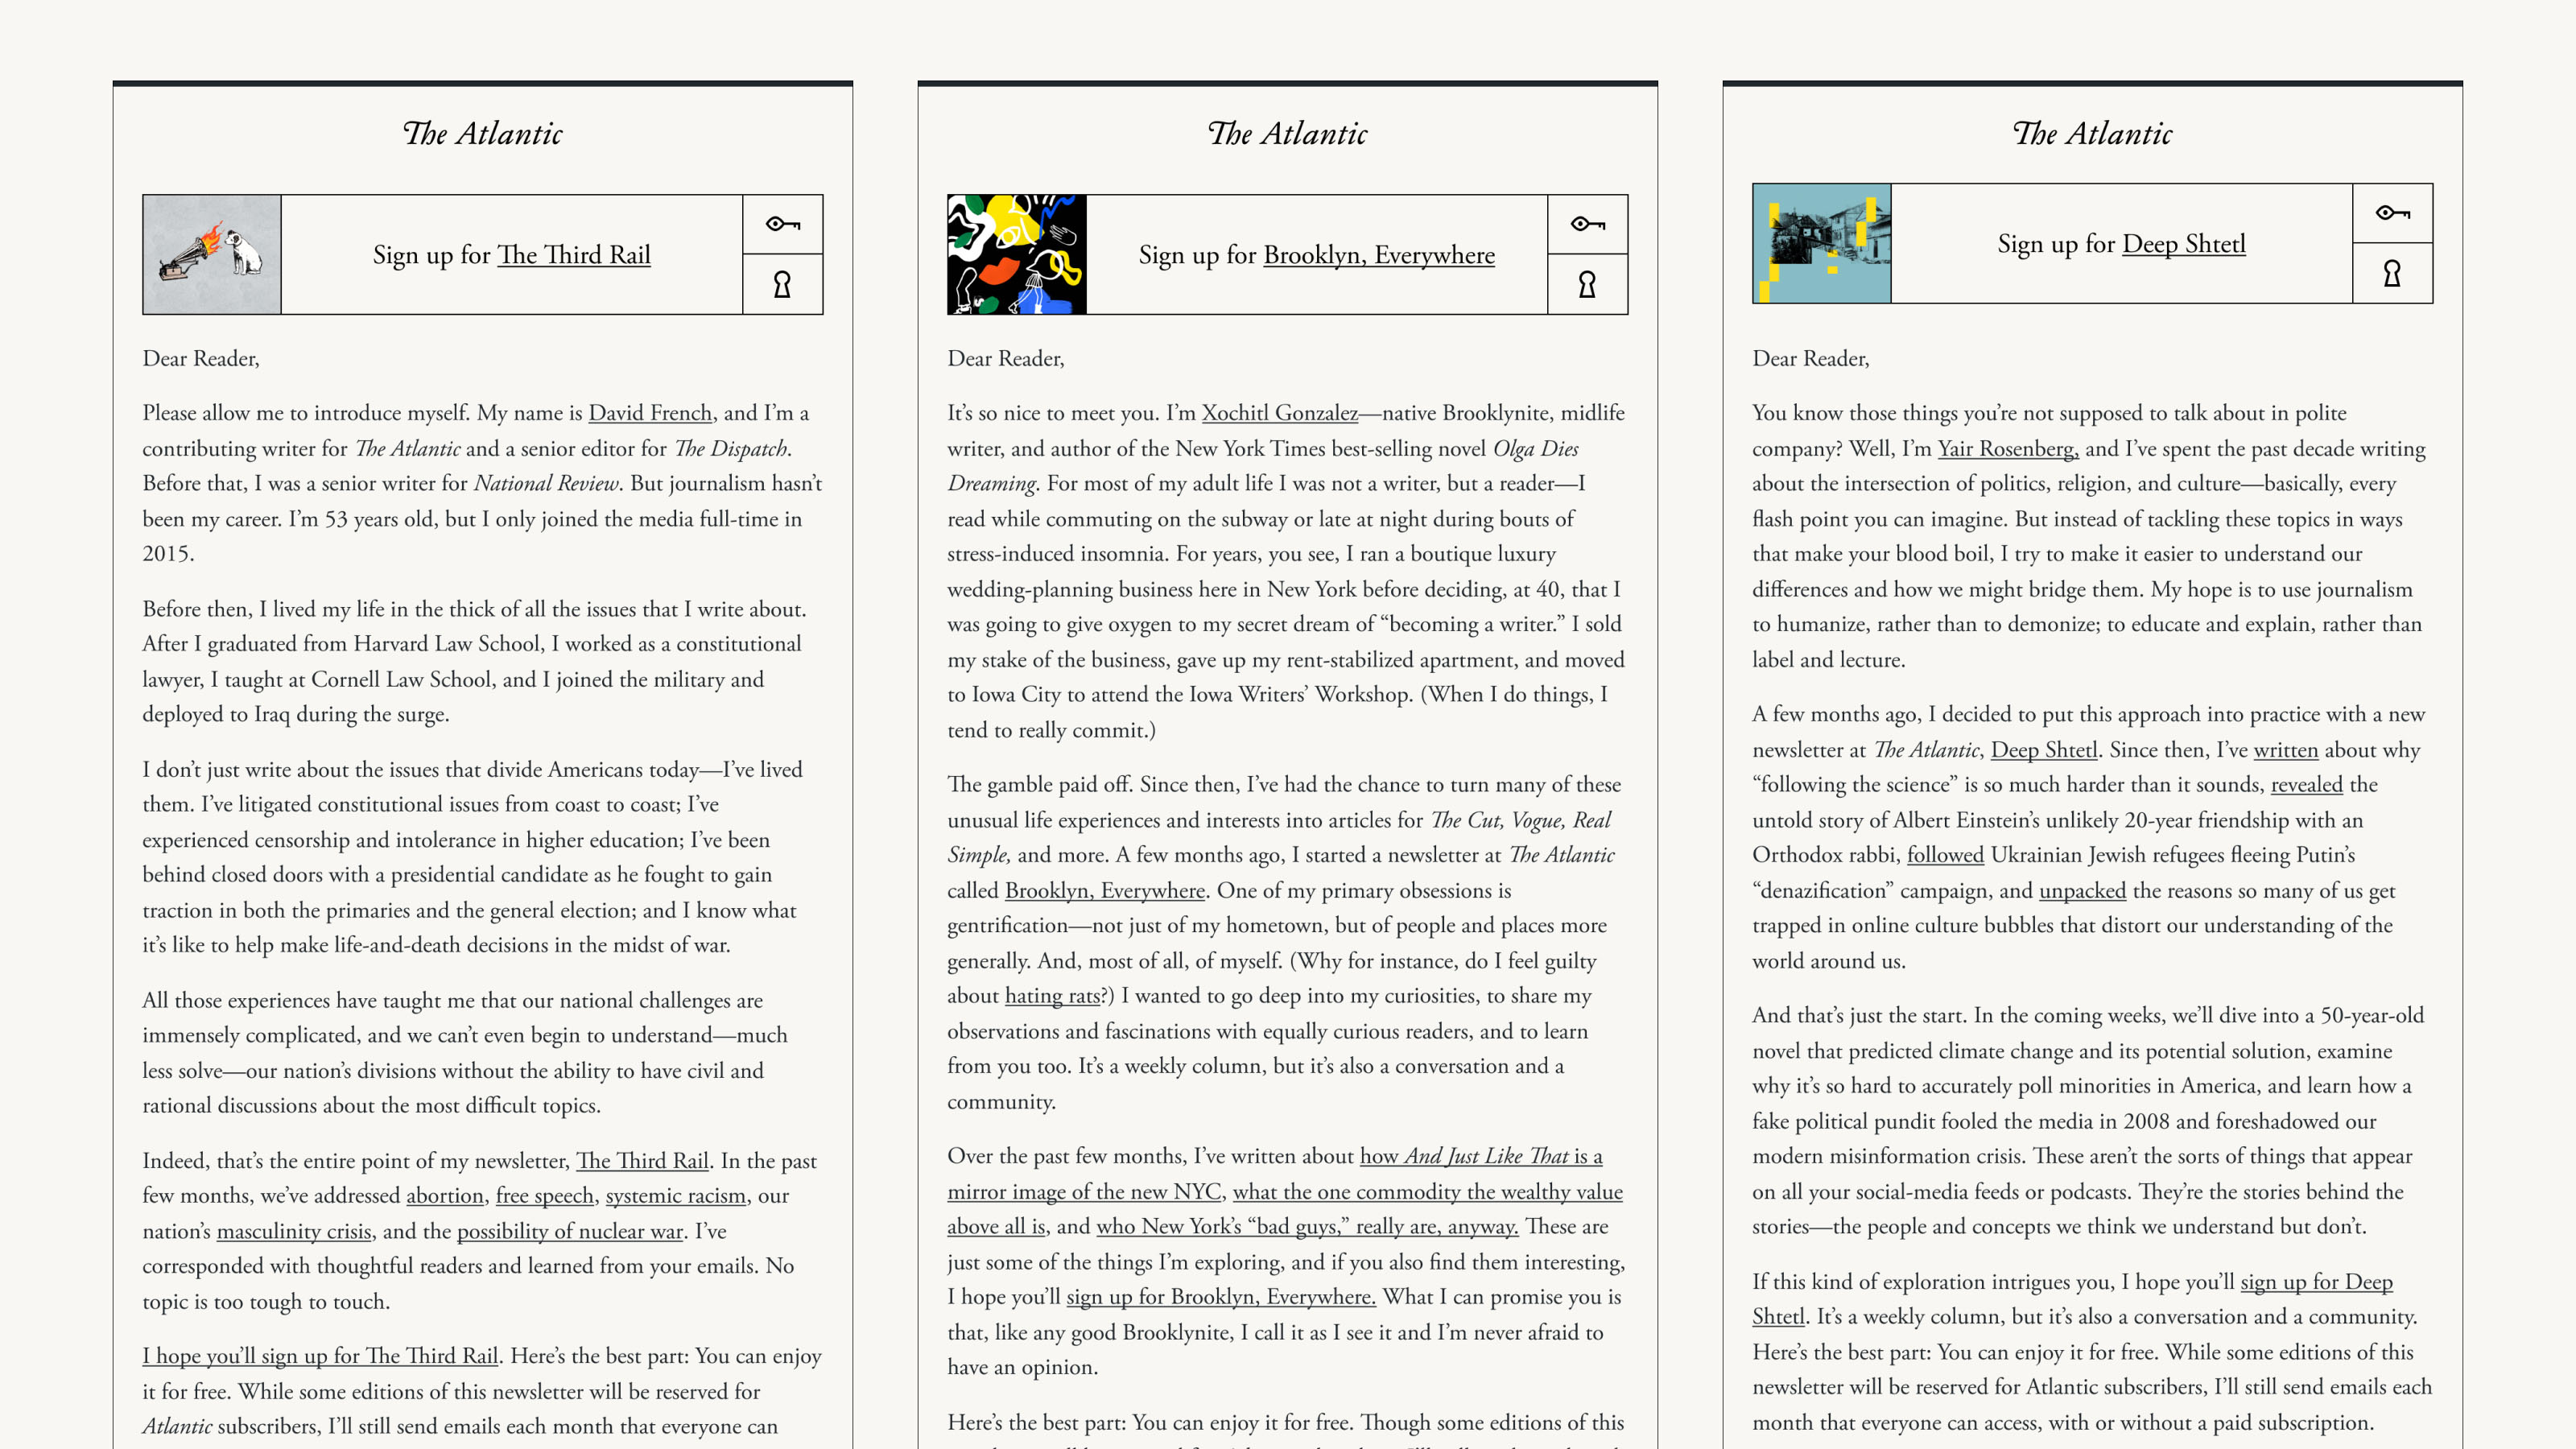 The Atlantic
Sign up for The Third Rail
Dear Reader,
Please allow me to introduce myself. My name is David French, and I’m a
contributing writer for The Atlantic and a senior editor for The Dispatch.
Before that, I was a senior writer for National Review. But journalism hasn’t
been my career. I’m 53 years old, but I only joined the media full-time in
2015.
Before then, I lived my life in the thick of all the issues that I write about.
After I graduated from Harvard Law School, I worked as a constitutional
lawyer, I taught at Cornell Law School, and I joined the military and
deployed to Iraq during the surge.
I don’t just write about the issues that divide Americans today—I’ve lived
them. I’ve litigated constitutional issues from coast to coast; I’ve
experienced censorship and intolerance in higher education; I’ve been
behind closed doors with a presidential candidate as he fought to gain
traction in both the primaries and the general election; and I know what
it’s like to help make life-and-death decisions in the midst of war.
All those experiences have taught me that our national challenges are
immensely complicated, and we can’t even begin to understand—much
less solve—our nation’s divisions without the ability to have civil and
rational discussions about the most difficult topics.
Indeed, that’s the entire point of my newsletter, The Third Rail. In the past
few months, we’ve addressed abortion, free speech, systemic racism, our
nation’s masculinity crisis, and the possibility of nuclear war. I’ve
corresponded with thoughtful readers and learned from your emails. No
topic is too tough to touch.
I hope you’ll sign up for The Third Rail. Here’s the best part: You can enjoy
it for free. While some editions of this newsletter will be reserved for
Atlantic subscribers, I’ll still send emails each month that everyone can
The Atlantic
Sign up for Brooklyn, Everywhere
Dear Reader,
It’s so nice to meet you. I’m Xochitl Gonzalez—native Brooklynite, midlife
writer, and author of the New York Times best-selling novel Olga Dies
Dreaming. For most of my adult life I was not a writer, but a reader—I
read while commuting on the subway or late at night during bouts of
stress-induced insomnia. For years, you see, I ran a boutique luxury
wedding-planning business here in New York before deciding, at 40, that I
was going to give oxygen to my secret dream of “becoming a writer.” I sold
my stake of the business, gave up my rent-stabilized apartment, and moved
to Iowa City to attend the Iowa Writers’ Workshop. (When I do things, I
tend to really commit.)
The gamble paid off. Since then, I’ve had the chance to turn many of these
unusual life experiences and interests into articles for The Cut, Vogue, Real
Simple, and more. A few months ago, I started a newsletter at The Atlantic
called Brooklyn, Everywhere. One of my primary obsessions is
gentrification—not just of my hometown, but of people and places more
generally. And, most of all, of myself. (Why for instance, do I feel guilty
about hating rats?) I wanted to go deep into my curiosities, to share my
observations and fascinations with equally curious readers, and to learn
from you too. It’s a weekly column, but it’s also a conversation and a
community.
Over the past few months, I’ve written about how And Just Like That is a
mirror image of the new NYC, what the one commodity the wealthy value
above all is, and who New York’s “bad guys,” really are, anyway. These are
just some of the things I’m exploring, and if you also find them interesting,
I hope you’ll sign up for Brooklyn, Everywhere. What I can promise you is
that, like any good Brooklynite, I call it as I see it and I’m never afraid to
have an opinion.
Here’s the best part: You can enjoy it for free. Though some editions of this
The Atlantic
Sign up for Deep Shtetl
Dear Reader,
You know those things you’re not supposed to talk about in polite
company? Well, I’m Yair Rosenberg, and I’ve spent the past decade writing
about the intersection of politics, religion, and culture—basically, every
flash point you can imagine. But instead of tackling these topics in ways
that make your blood boil, I try to make it easier to understand our
differences and how we might bridge them. My hope is to use journalism
to humanize, rather than to demonize; to educate and explain, rather than
label and lecture.
A few months ago, I decided to put this approach into practice with a new
newsletter at The Atlantic, Deep Shtetl. Since then, I’ve written about why
“following the science” is so much harder than it sounds, revealed the
untold story of Albert Einstein’s unlikely 20-year friendship with an
Orthodox rabbi, followed Ukrainian Jewish refugees fleeing Putin’s
“denazification” campaign, and unpacked the reasons so many of us get
trapped in online culture bubbles that distort our understanding of the
world around us.
And that’s just the start. In the coming weeks, we’ll dive into a 50-year-old
novel that predicted climate change and its potential solution, examine
why it’s so hard to accurately poll minorities in America, and learn how a
fake political pundit fooled the media in 2008 and foreshadowed our
modern misinformation crisis. These aren’t the sorts of things that appear
on all your social-media feeds or podcasts. They’re the stories behind the
stories—the people and concepts we think we understand but don’t.
If this kind of exploration intrigues you, I hope you’ll sign up for Deep
Shtetl. It’s a weekly column, but it’s also a conversation and a community.
Here’s the best part: You can enjoy it for free. While some editions of this
newsletter will be reserved for Atlantic subscribers, I’ll still send emails each
month that everyone can access, with or without a paid subscription.